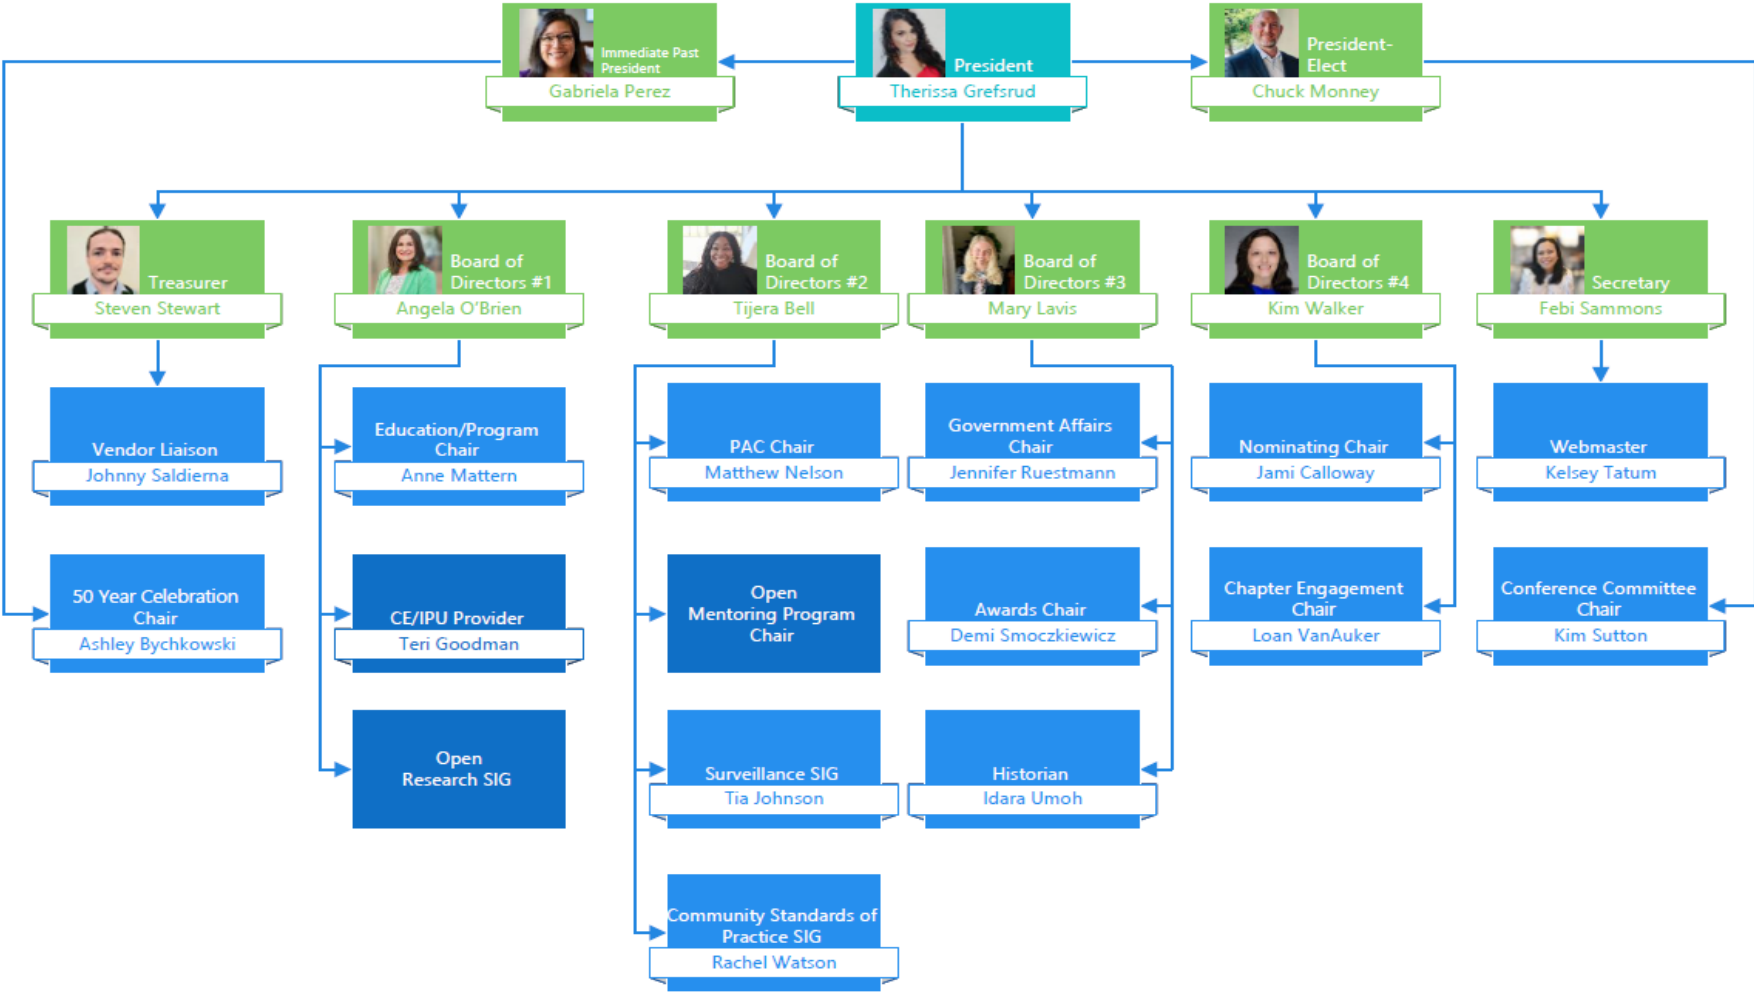 Immediate Past
President
Gabriela Perez
President
Therissa Grefsrud
President-
Elect
Chuck Monney
Treasurer
Steven Stewart
Board of
Directors #1
Angela O'Brien
Board of
Directors #2
Tijera Bell
Board of
Directors #3
Mary Lavis
Board of
Directors #4
Kim Walker
Secretary
Febi Sammons
Vendor Liaison
Johnny Saldierna
Education/Program
Chair
Anne Mattern
PAC Chair
Matthew Nelson
Government Affairs
Chair
Jennifer Ruestmann
Nominating Chair
Jami Calloway
Webmaster
Kelsey Tatum
50 Year Celebration
Chair
Ashley Bychkowski
CE/IPU Provider
Teri Goodman
Open
Mentoring Program
Chair
Awards Chair
Demi Smoczkiewicz
Chapter Engagement
Chair
Loan VanAuker
Conference Committee
Chair
Kim Sutton
Open
Research SIG
Surveillance SIG
Tia Johnson
Historian
Idara Umoh
Community Standards of
Practice SIG
Rachel Watson